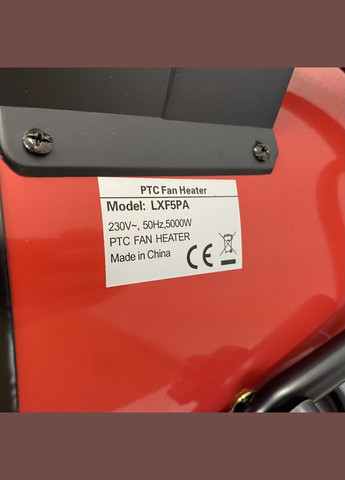 PTC Fan Heater
Model: LXF5PA
230V~, 50Hz,5000W
PTC FAN HEATER
Made in China
CE